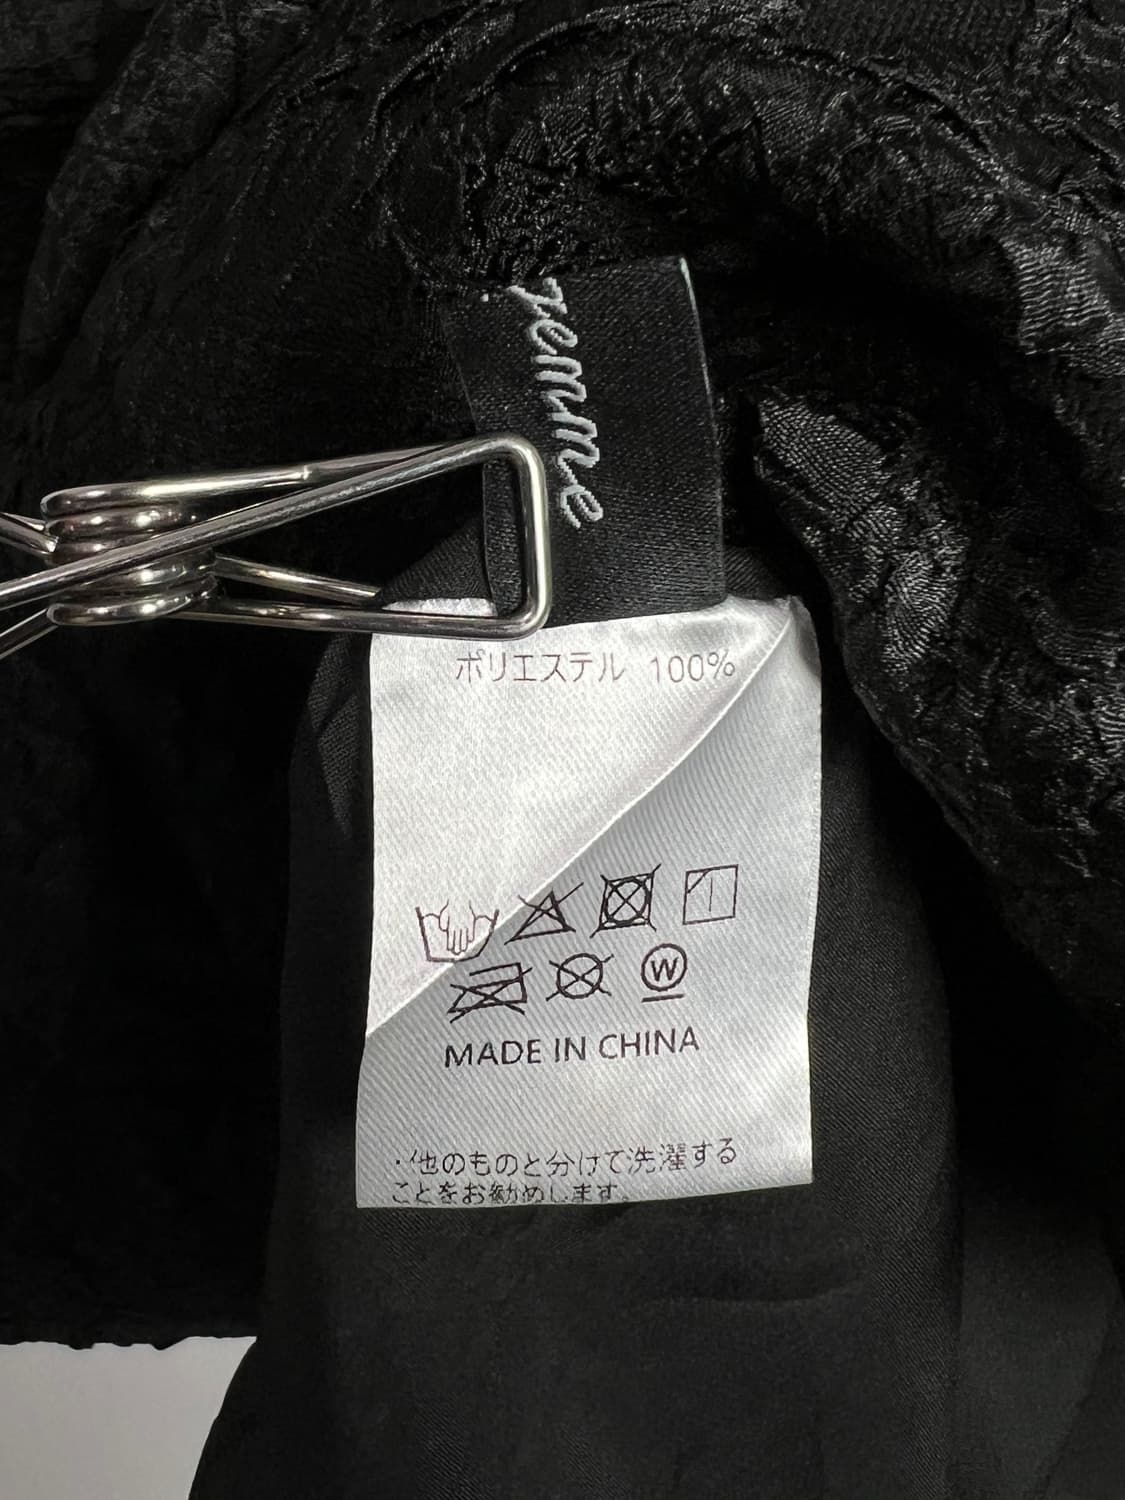 femme
ポリエステル 100%
W
MADE IN CHINA
・他のものと分けて洗濯する
ことをお勧めします。